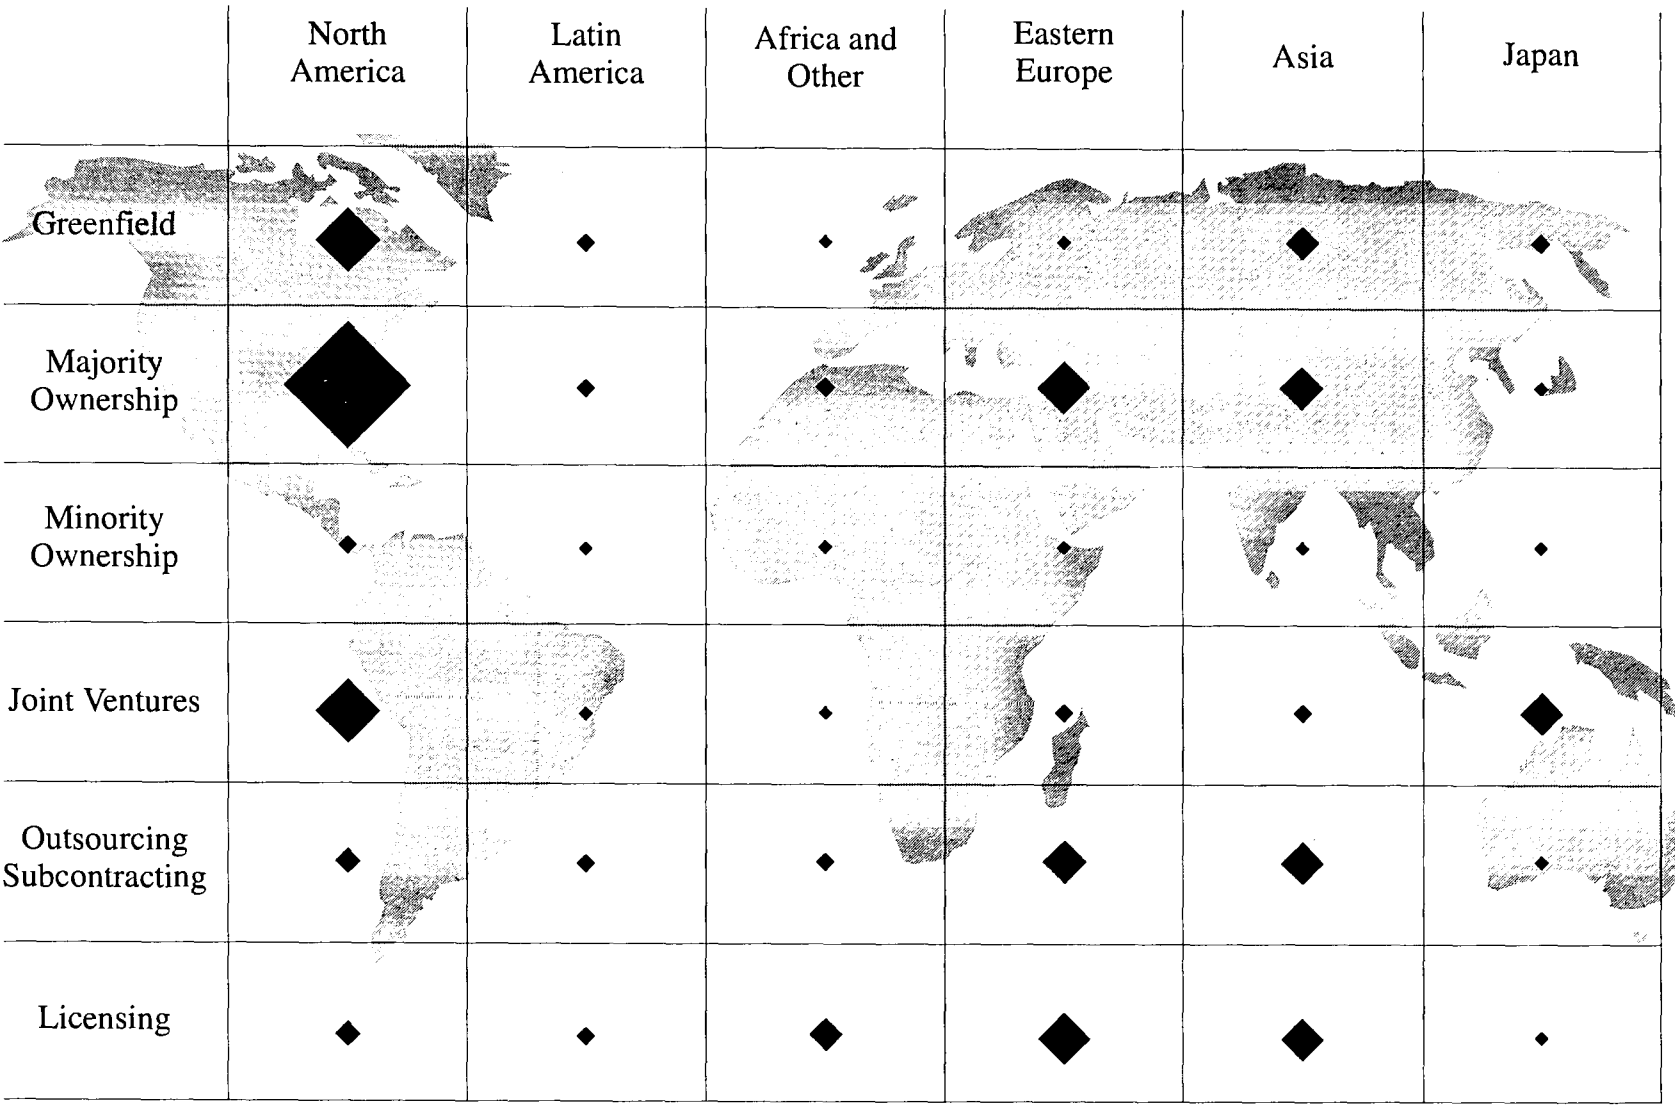 North
America
Latin
America
Africa and
Other
Eastern
Europe
Asia
Japan
Greenfield
Majority
Ownership
Minority
Ownership
Joint Ventures
Outsourcing
Subcontracting
Licensing